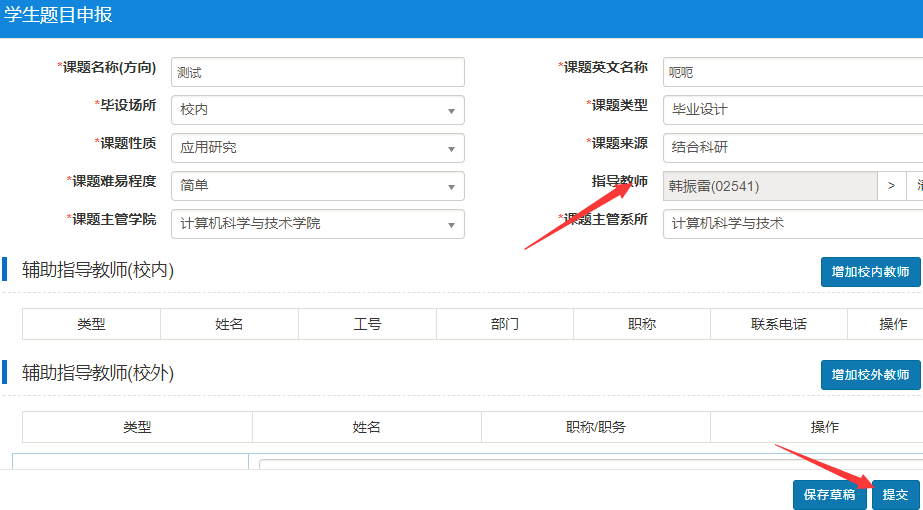 学生题目申报
*课题名称(方向) 测试 *课题英文名称 呃呃
*毕设场所 校内 *课题类型 毕业设计
*课题性质 应用研究 *课题来源 结合科研
*课题难易程度 简单 指导教师 韩振雷(02541) >
*课题主管学院 计算机科学与技术学院 *课题主管系所 计算机科学与技术
辅助指导教师(校内) 增加校内教师
类型 姓名 工号 部门 职称 联系电话 操作
辅助指导教师(校外) 增加校外教师
类型 姓名 职称/职务 操作
保存草稿 提交